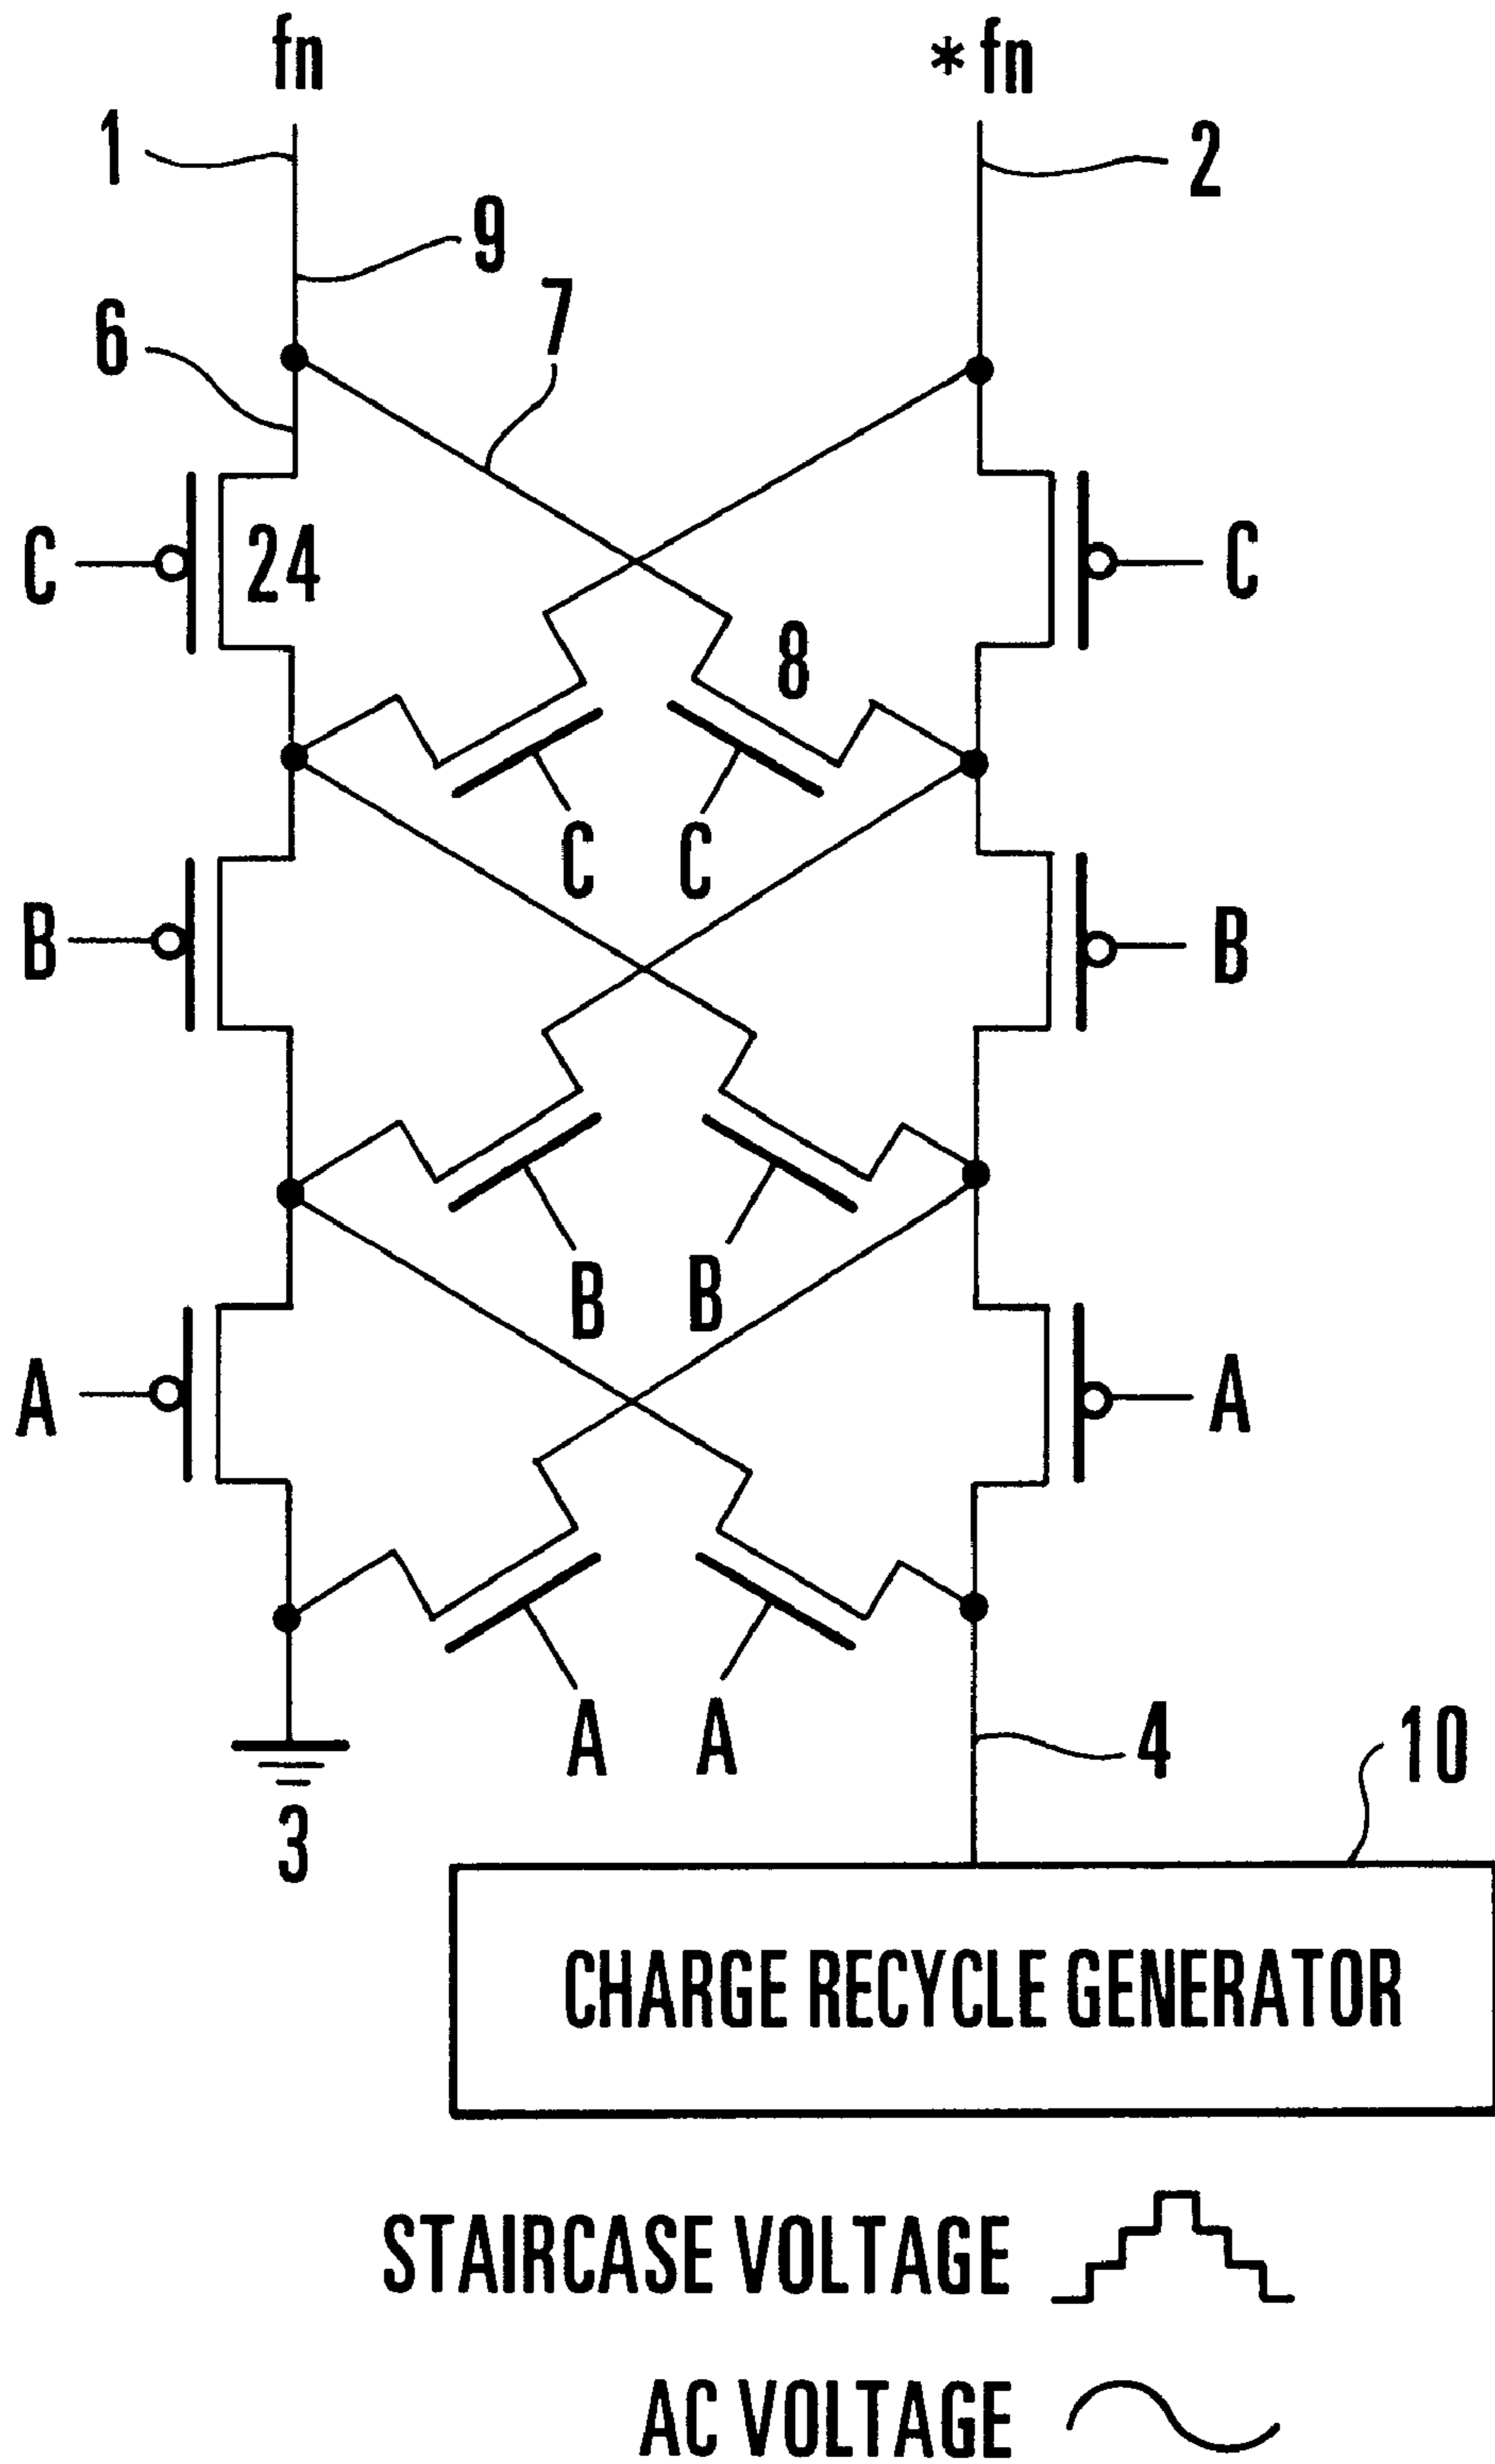 fn
* fn
1
2
9
7
6
C
24
C
8
C
C
B
B
B
B
A
A
A
A
4
10
3
CHARGE RECYCLE GENERATOR
STAIRCASE VOLTAGE
AC VOLTAGE